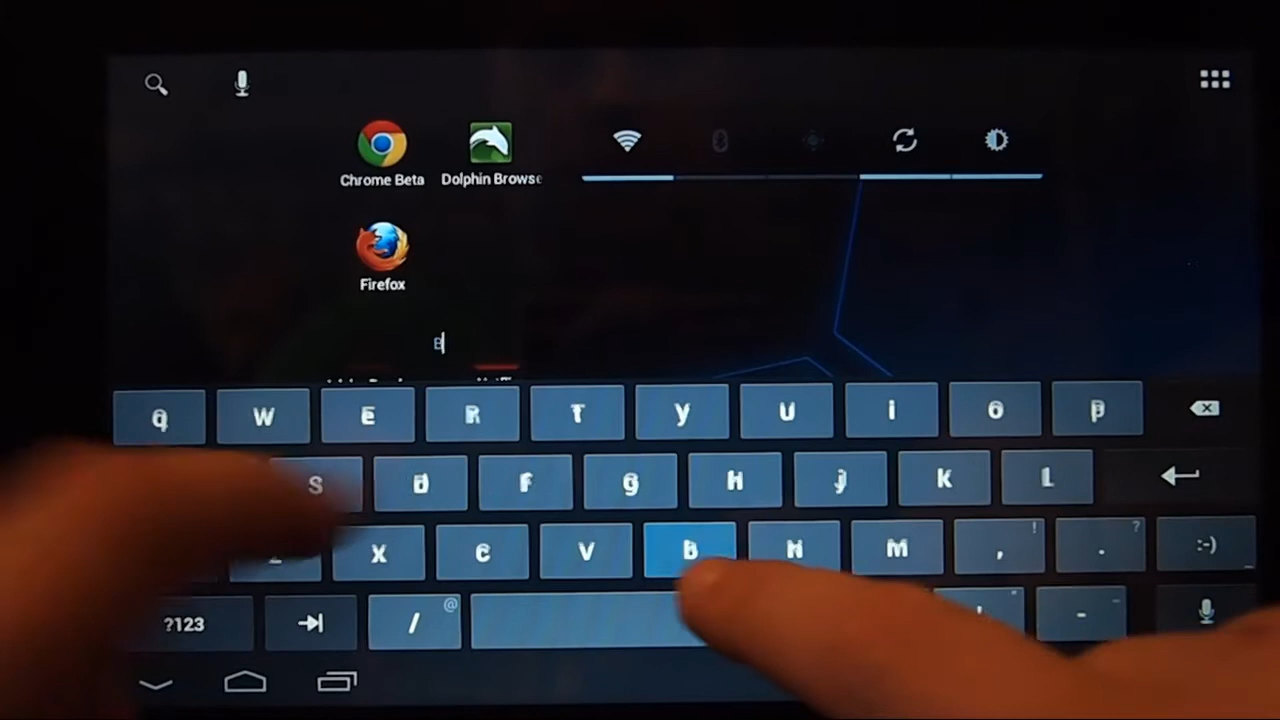 Chrome Beta Dolphin Browse
Firefox
B
q W E R T y U i o p
S d F g H j K L
X C V B N M , ! . ? :-)
?123 / @ -